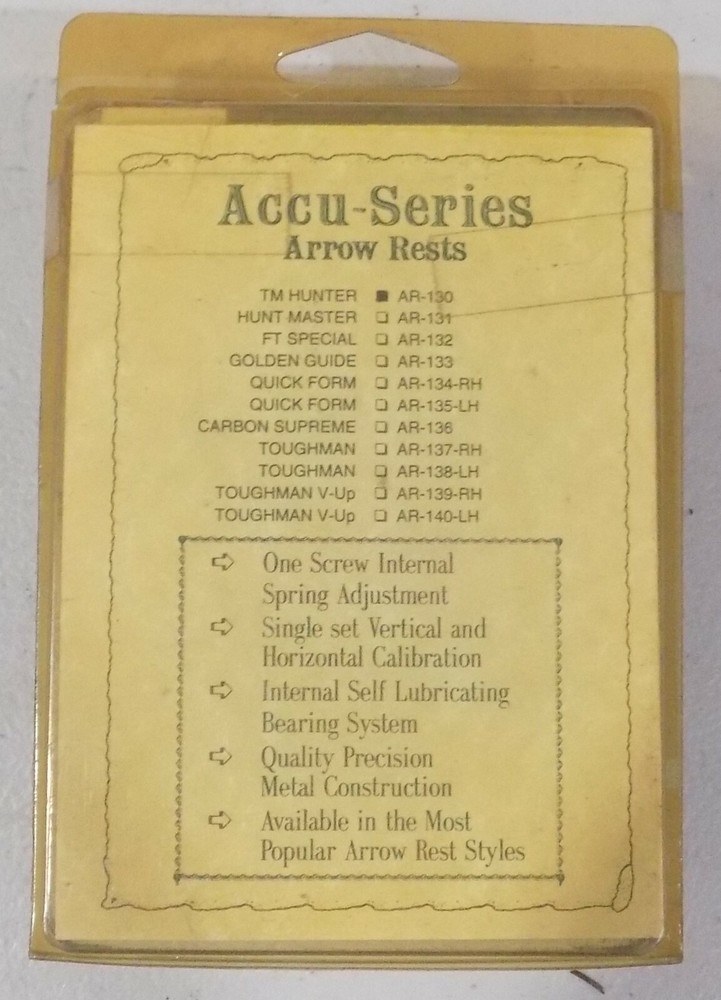 Accu-Series
Arrow Rests
TM HUNTER ■ AR-130
HUNT MASTER ❑ AR-131
FT SPECIAL ❑ AR-132
GOLDEN GUIDE ❑ AR-133
QUICK FORM ❑ AR-134-RH
QUICK FORM ❑ AR-135-LH
CARBON SUPREME ❑ AR-136
TOUGHMAN ❑ AR-137-RH
TOUGHMAN ❑ AR-138-LH
TOUGHMAN V-Up ❑ AR-139-RH
TOUGHMAN V-Up ❑ AR-140-LH
⇨ One Screw Internal
Spring Adjustment
⇨ Single set Vertical and
Horizontal Calibration
⇨ Internal Self Lubricating
Bearing System
⇨ Quality Precision
Metal Construction
⇨ Available in the Most
Popular Arrow Rest Styles